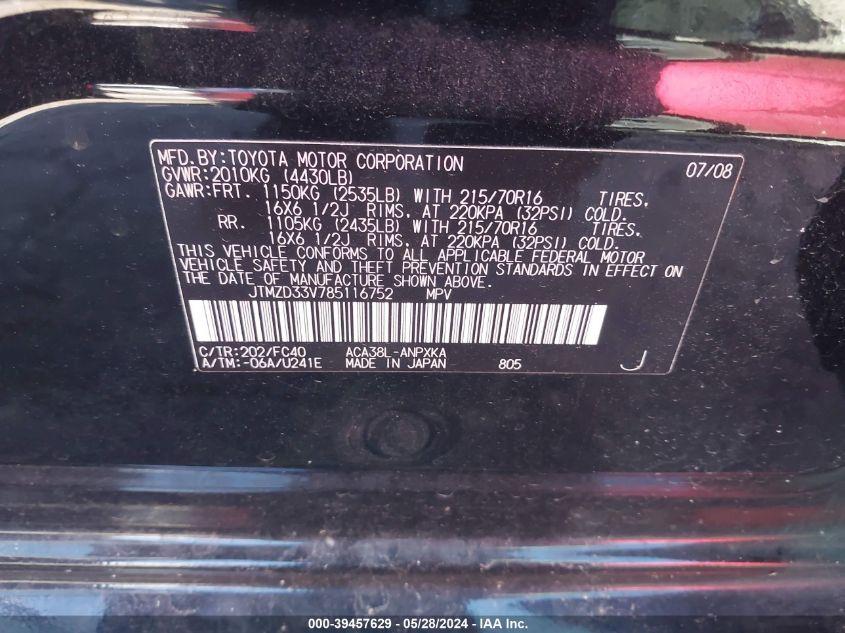 MFD. BY: TOYOTA MOTOR CORPORATION 07/08
GVWR: 2010KG (4430LB)
GAWR: FRT. 1150KG (2535LB) WITH 215/70R16 TIRES,
16X6 1/2J RIMS, AT 220KPA (32PSI) COLD.
RR. 1105KG (2435LB) WITH 215/70R16 TIRES,
16X6 1/2J RIMS, AT 220KPA (32PSI) COLD.
THIS VEHICLE CONFORMS TO ALL APPLICABLE FEDERAL MOTOR
VEHICLE SAFETY AND THEFT PREVENTION STANDARDS IN EFFECT ON
THE DATE OF MANUFACTURE SHOWN ABOVE.
JTMZD33V785116752 MPV
C/TR: 202/FC40 ACA38L-ANPXKA
A/TM: -06A/U241E MADE IN JAPAN 805 J
000-39457629 - 05/28/2024 - IAA Inc.